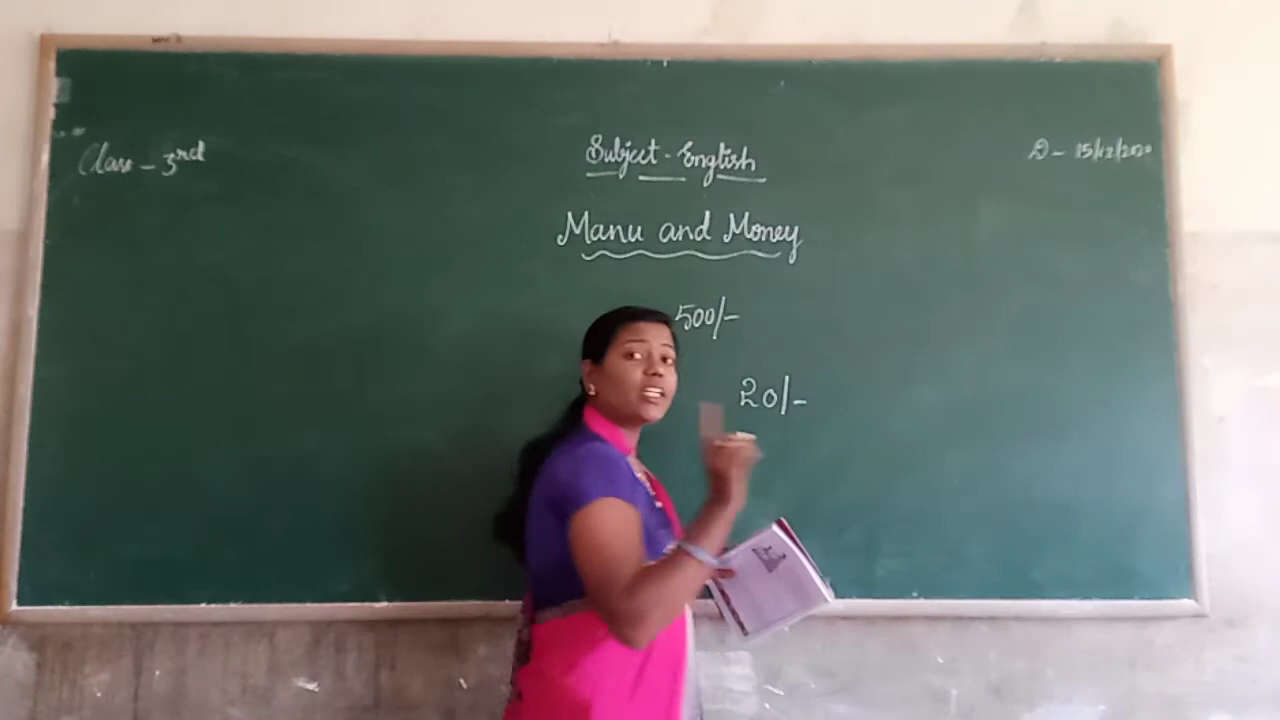 Class - 3rd
Subject - English
D - 15/12/2020
Manu and Money
500/-
20/-